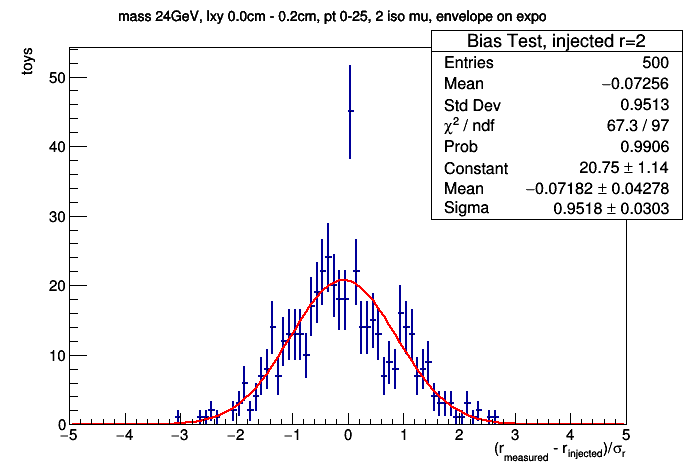 mass 24GeV, lxy 0.0cm - 0.2cm, pt 0-25, 2 iso mu, envelope on expo
Bias Test, injected r=2
Entries 500
Mean −0.07256
Std Dev 0.9513
χ² / ndf 67.3 / 97
Prob 0.9906
Constant 20.75 ± 1.14
Mean −0.07182 ± 0.04278
Sigma 0.9518 ± 0.0303
toys
50
40
30
20
10
0
−5 −4 −3 −2 −1 0 1 2 3 4 5
(r_measured - r_injected)/σ_r